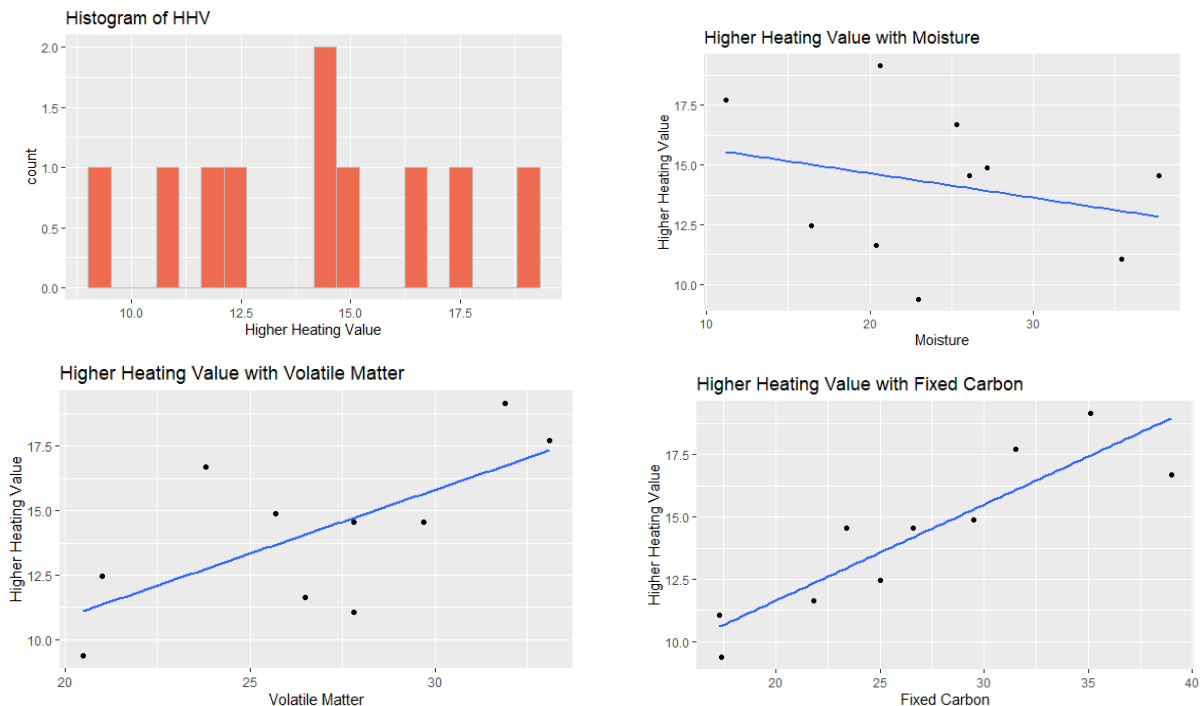 Histogram of HHV
2.0
1.5
1.0
0.5
0.0
count
10.0 12.5 15.0 17.5
Higher Heating Value
Higher Heating Value with Moisture
17.5
15.0
12.5
10.0
Higher Heating Value
10 20 30
Moisture
Higher Heating Value with Volatile Matter
17.5
15.0
12.5
10.0
Higher Heating Value
20 30
Volatile Matter
Higher Heating Value with Fixed Carbon
17.5
15.0
12.5
10.0
Higher Heating Value
20 25 30 35 40
Fixed Carbon